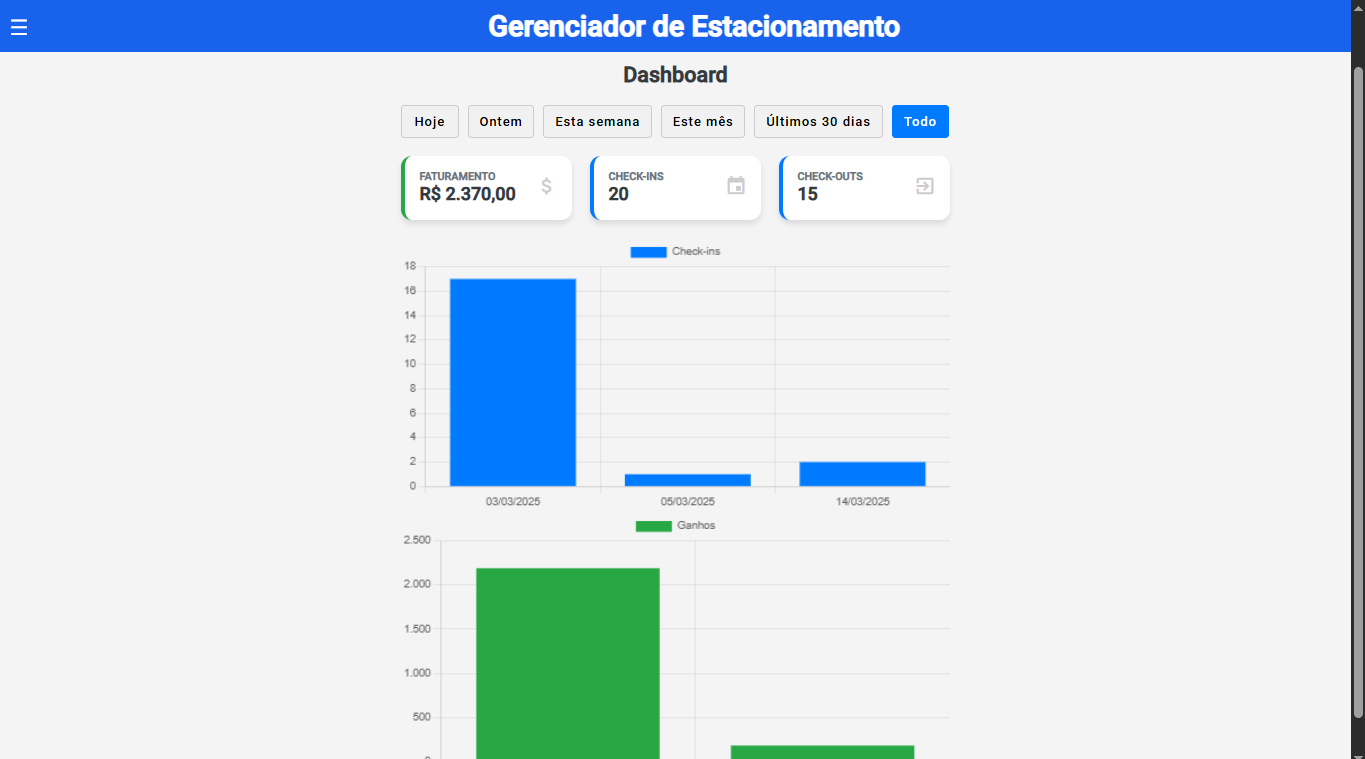 Gerenciador de Estacionamento
Dashboard
Hoje Ontem Esta semana Este mês Últimos 30 dias Todo
FATURAMENTO
R$ 2.370,00
CHECK-INS
20
CHECK-OUTS
15
Check-ins
18
16
14
12
10
8
6
4
2
0
03/03/2025 05/03/2025 14/03/2025
Ganhos
2.500
2.000
1.500
1.000
500